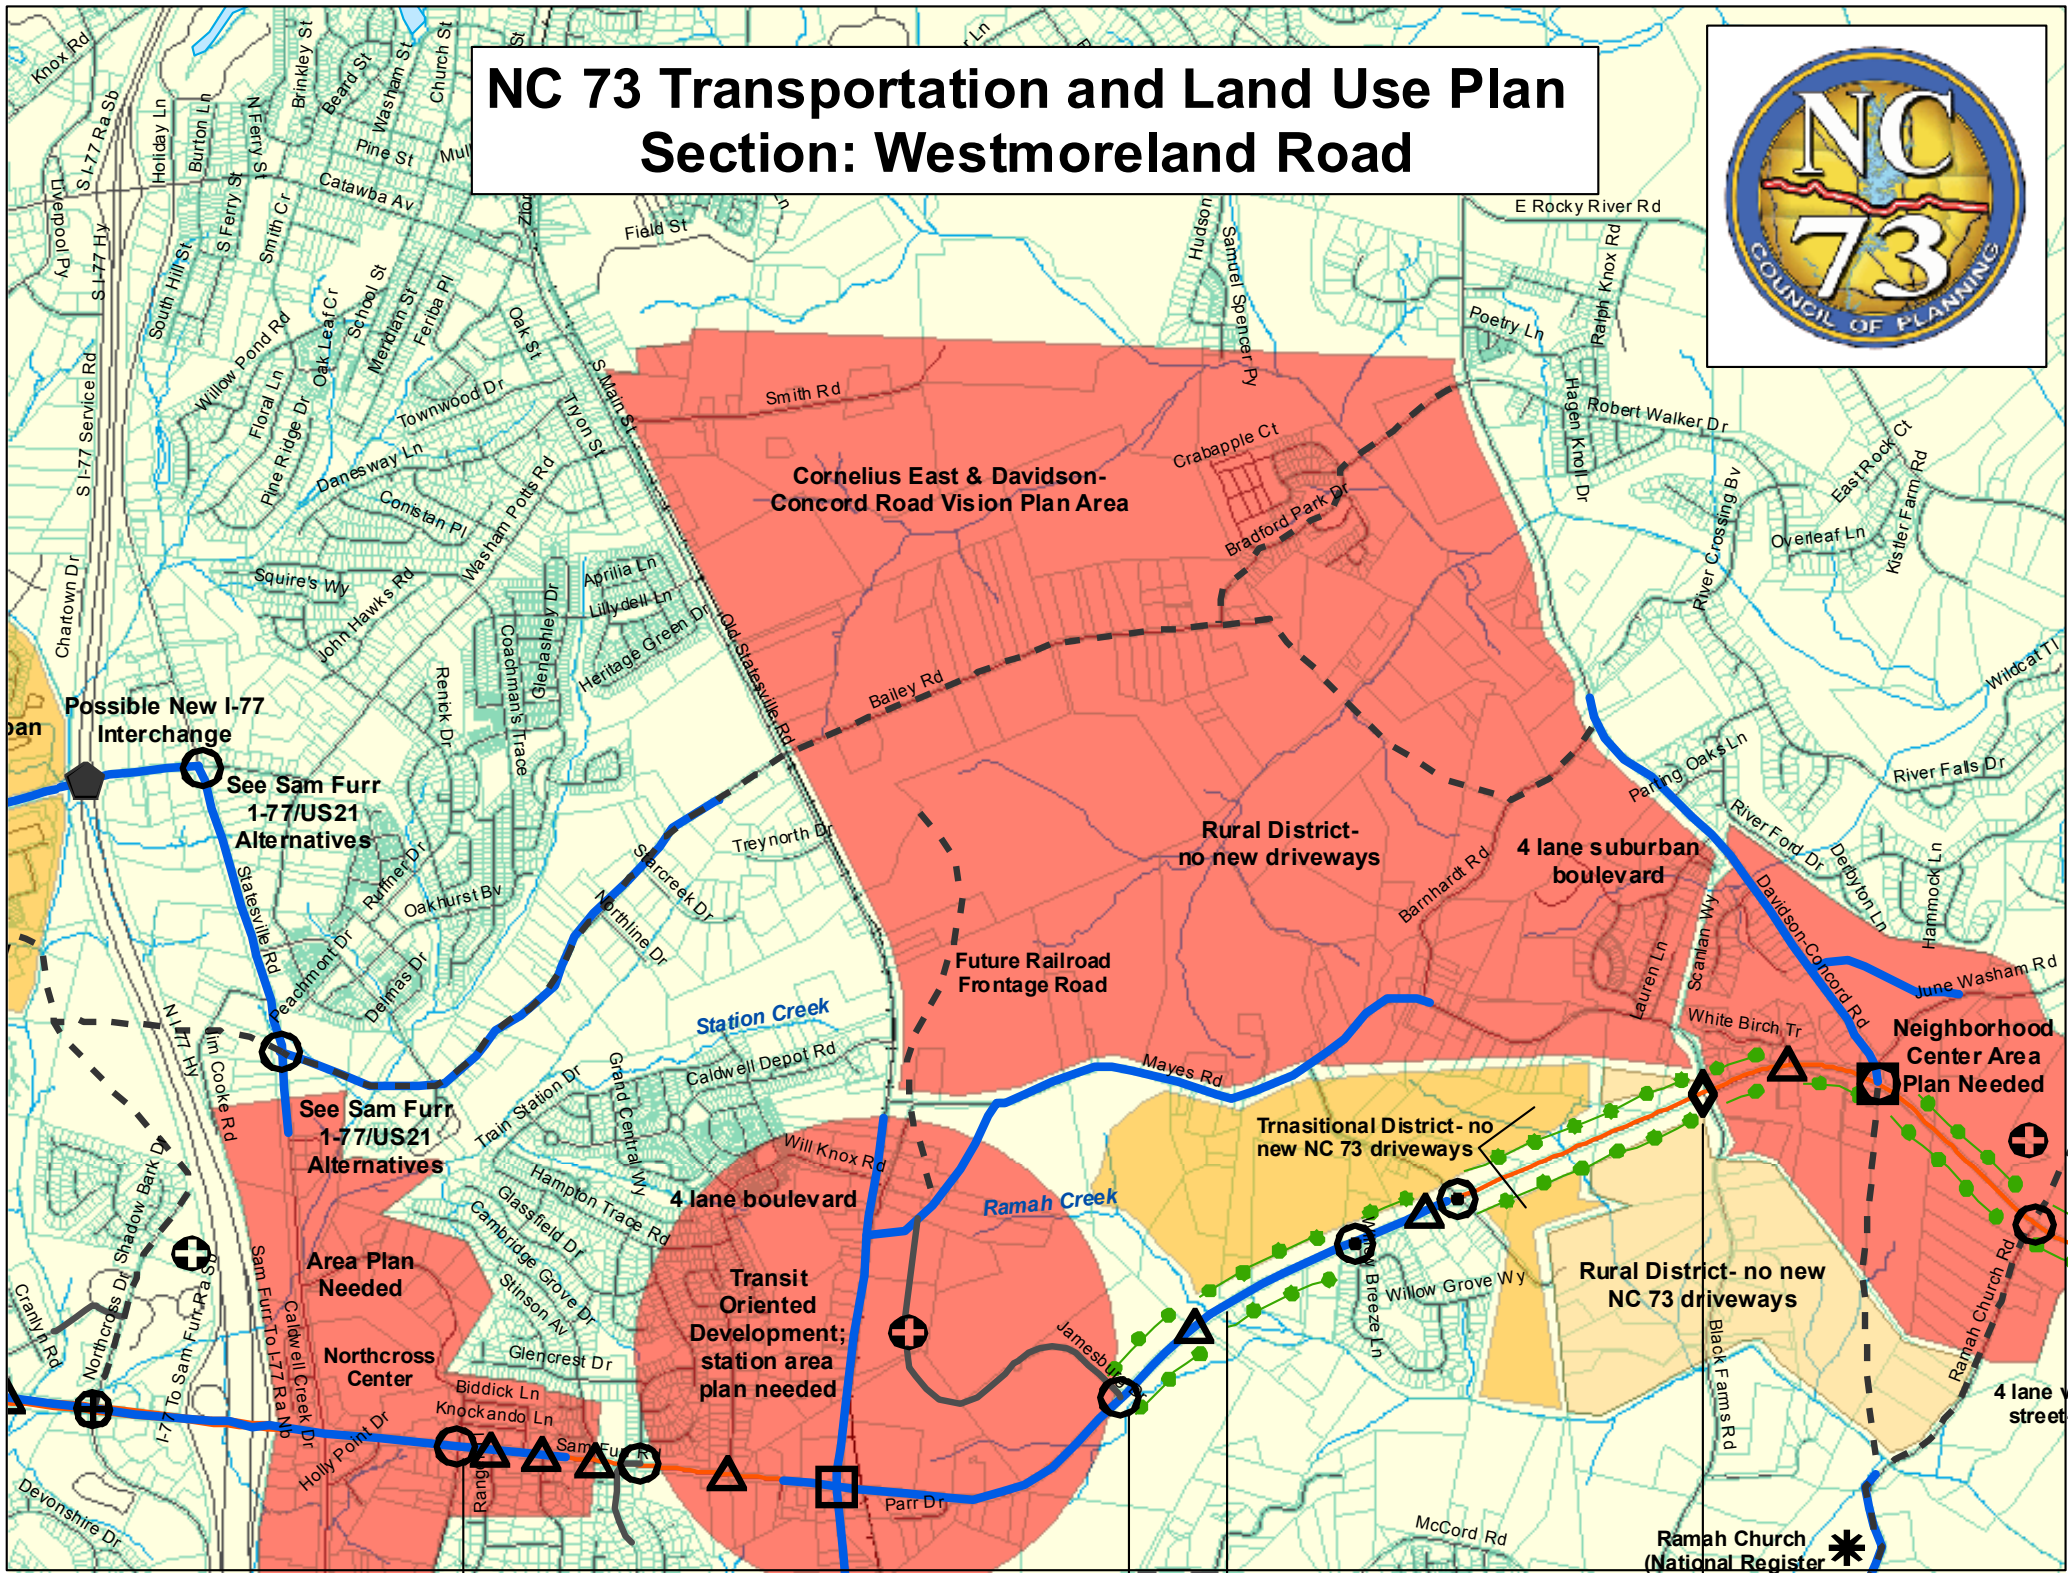 NC 73 Transportation and Land Use Plan
Section: Westmoreland Road
NC
73
COUNCIL OF PLANNING
Knox Rd
S I-77 Ra Sb
Holiday Ln
Burton Ln
N Ferry St
Brinkley St
Beard St
Washam St
Church St
St
Pine St
Catawba Av
Liverpool Py
S I-77 Hy
S Ferry St
Smith Cr
South Hill St
Field St
Ln
Hudson
Samuel Spencer Py
E Rocky River Rd
Ralph Knox Rd
Poetry Ln
Hagen Knoll Dr
Robert Walker Dr
East Rock Ct
Kistler Farm Rd
Overleaf Ln
River Crossing Bv
Wildcat Tl
S I-77 Service Rd
Willow Pond Rd
Oak Leaf Cr
School St
Meridian St
Feriba Pl
Oak St
S Main St
Floral Ln
Pine Ridge Dr
Townwood Dr
Tryon St
Danesway Ln
Conistan Pl
Washam Potts Rd
Smith Rd
Crabapple Ct
Bradford Park Dr
Cornelius East & Davidson-
Concord Road Vision Plan Area
Chartown Dr
Squire's Wy
John Hawks Rd
Aprilia Ln
Lillydell Ln
Heritage Green Dr
Glenashley Dr
Coachman's Trace
Renick Dr
Old Statesville Rd
Bailey Rd
Possible New I-77
Interchange
See Sam Furr
1-77/US21
Alternatives
Statesville Rd
Ruffner Dr
Oakhurst Bv
Peachmont Dr
Delmas Dr
Starcreek Dr
Northline Dr
Treynorth Dr
Rural District-
no new driveways
4 lane suburban
boulevard
Barnhardt Rd
Parting Oaks Ln
River Falls Dr
River Ford Dr
Derbyton Ln
Hammock Ln
Davidson-Concord Rd
June Washam Rd
Lauren Ln
Scanlan Wy
White Birch Tr
Neighborhood
Center Area
Plan Needed
Future Railroad
Frontage Road
Station Creek
Caldwell Depot Rd
Grand Central Wy
Train Station Dr
Mayes Rd
N I-77 Hy
Jim Cooke Rd
See Sam Furr
1-77/US21
Alternatives
Trnasitional District- no
new NC 73 driveways
Will Knox Rd
4 lane boulevard
Ramah Creek
Hampton Trace Rd
Glassfield Dr
Cambridge Grove Dr
Stinson Av
Glencrest Dr
Shadow Bark Dr
Northcross Dr
Cranlyn Rd
I-77 To Sam Furr Ra Sb
Sam Furr To I-77 Ra Nb
Caldwell Creek Dr
Area Plan
Needed
Northcross
Center
Biddick Ln
Knockando Ln
Holly Point Dr
Sam Furr Rd
Transit
Oriented
Development;
station area
plan needed
Jamesburg Dr
Parr Dr
Willow Breeze Ln
Willow Grove Wy
Rural District- no new
NC 73 driveways
Black Farms Rd
Ramah Church Rd
4 lane
street
Devonshire Dr
McCord Rd
Ramah Church
(National Register